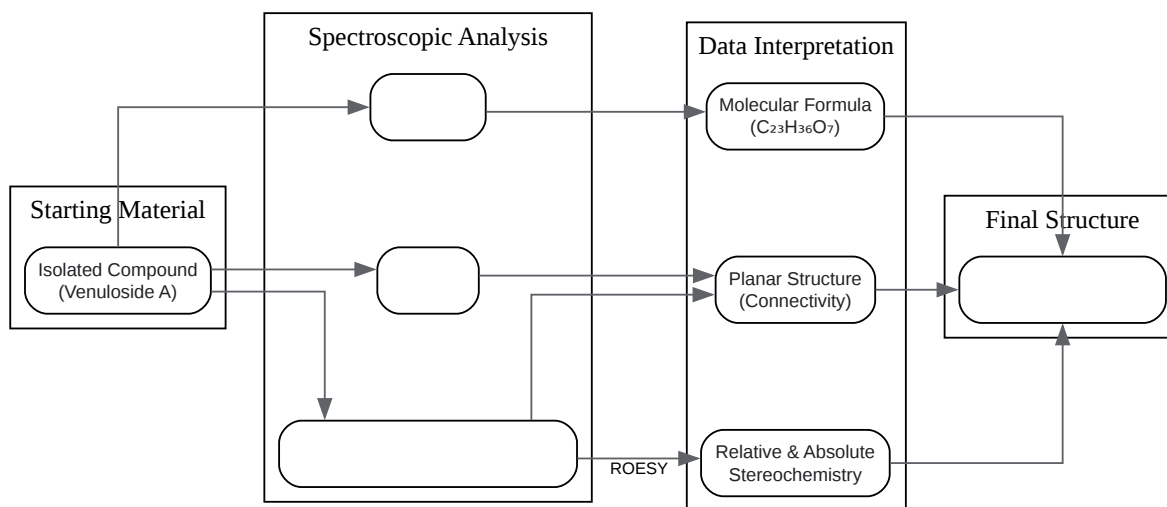 Spectroscopic Analysis
Data Interpretation
Molecular Formula
(C₂₃H₃₆O₇)
Starting Material
Isolated Compound
(Venuloside A)
Planar Structure
(Connectivity)
Final Structure
ROESY
Relative & Absolute
Stereochemistry